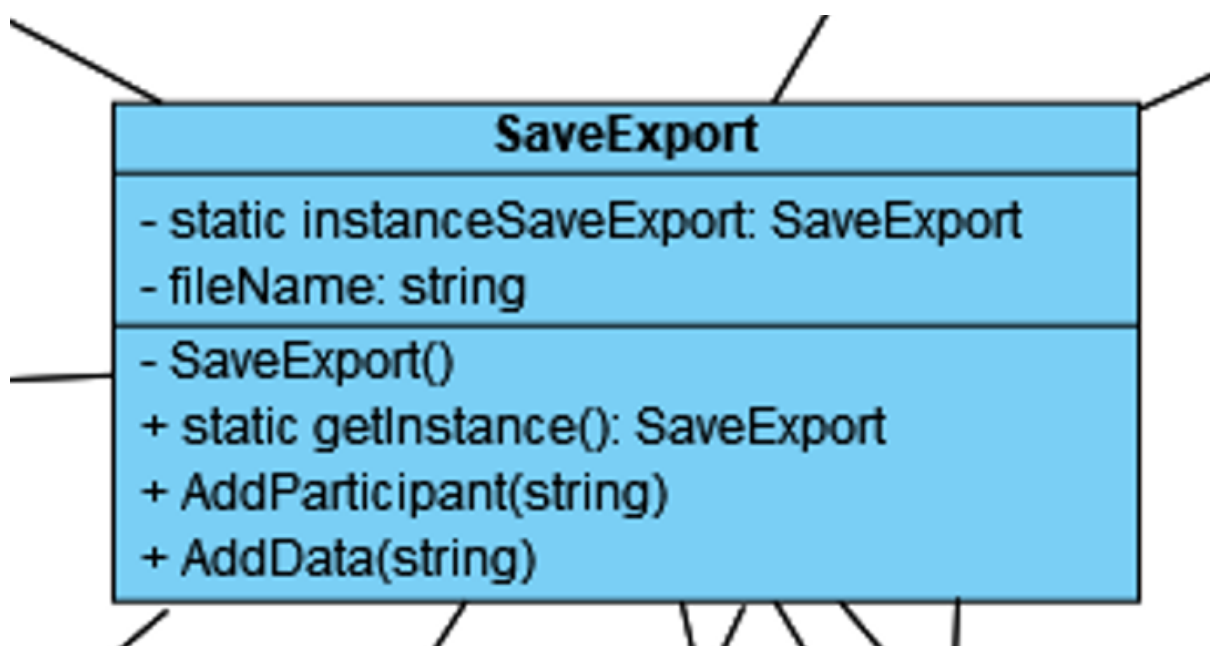 SaveExport
- static instanceSaveExport: SaveExport
- fileName: string
- SaveExport()
+ static getInstance(): SaveExport
+ AddParticipant(string)
+ AddData(string)